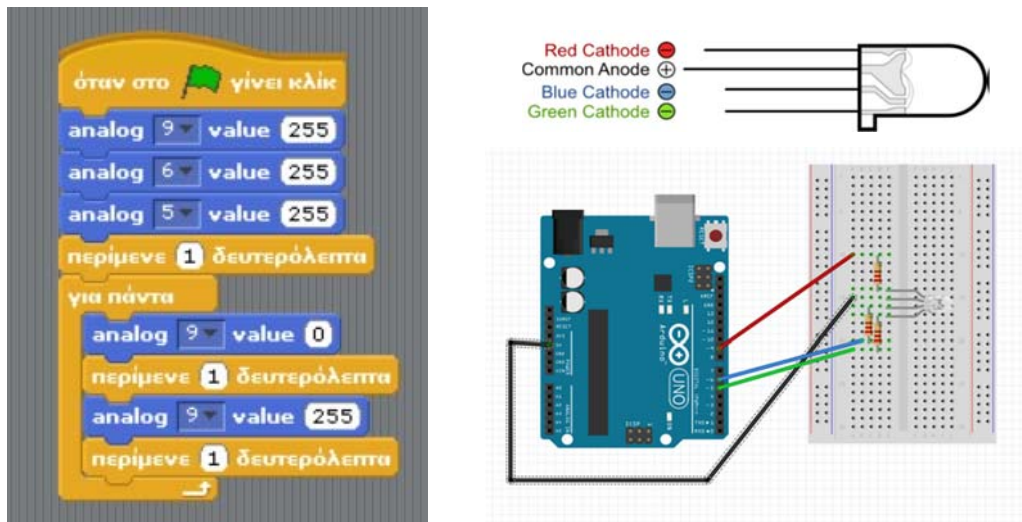 όταν στο γίνει κλίκ
analog 9 value 255
analog 6 value 255
analog 5 value 255
περίμενε 1 δευτερόλεπτα
για πάντα
analog 9 value 0
περίμενε 1 δευτερόλεπτα
analog 9 value 255
περίμενε 1 δευτερόλεπτα
Red Cathode
Common Anode
Blue Cathode
Green Cathode
Arduino
UNO